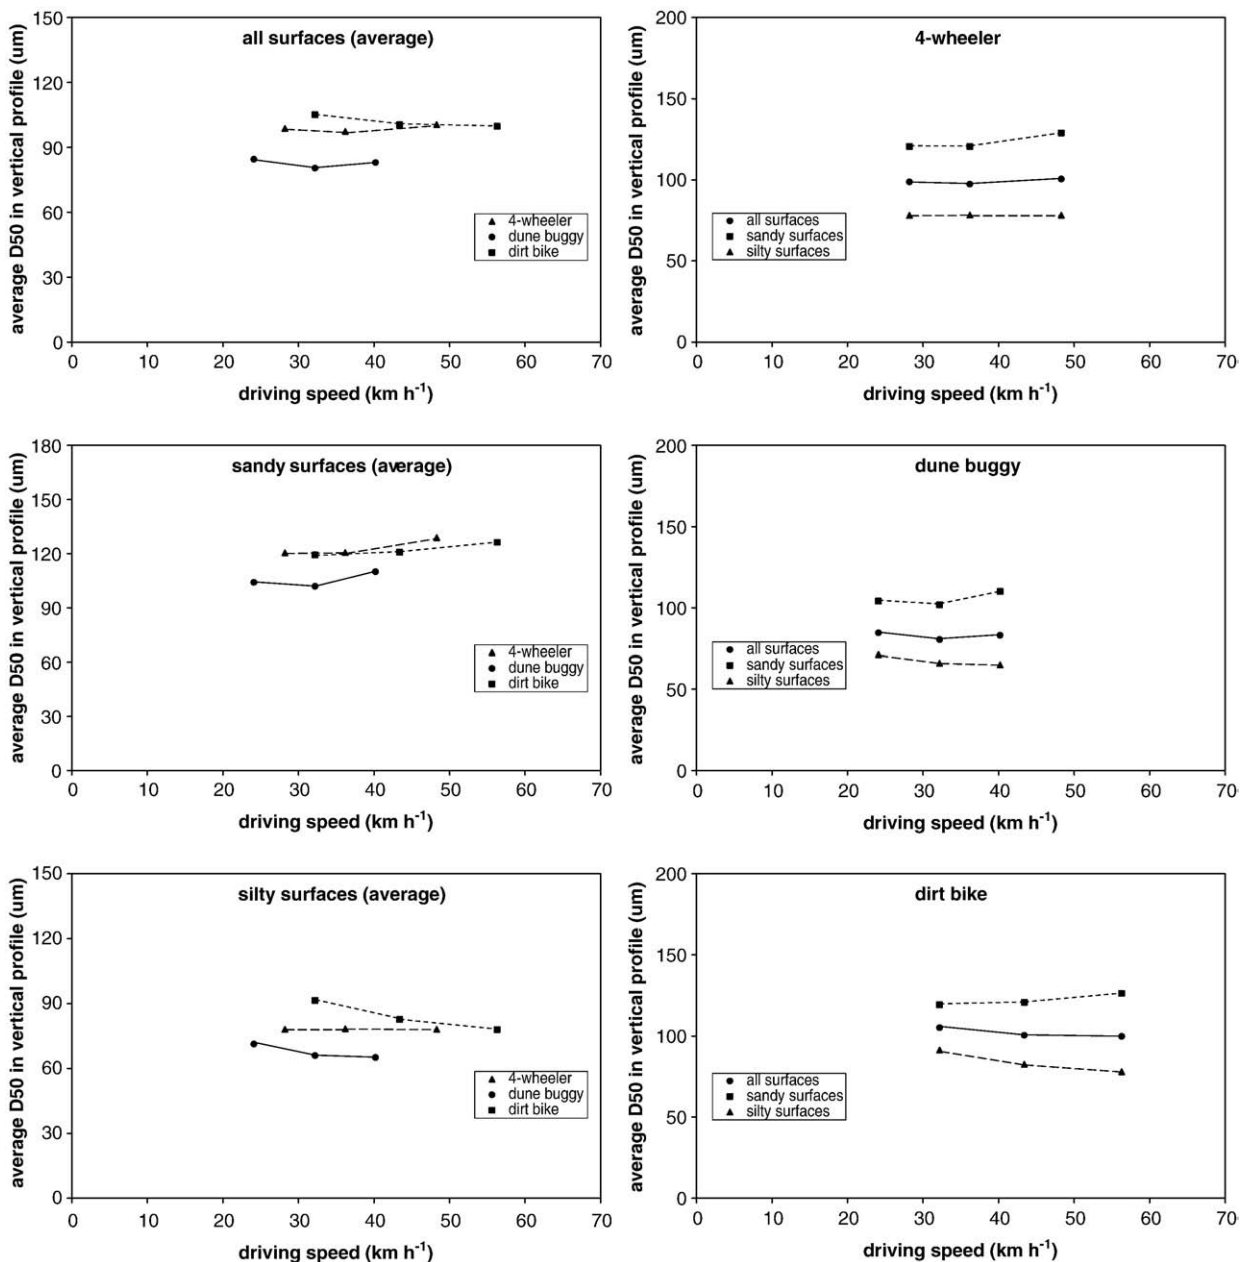 all surfaces (average)
average D50 in vertical profile (um)
150
120
90
60
30
0
4-wheeler
dune buggy
dirt bike
0 10 20 30 40 50 60 70
driving speed (km h-1)
4-wheeler
average D50 in vertical profile (um)
200
150
100
50
0
all surfaces
sandy surfaces
silty surfaces
0 10 20 30 40 50 60 70
driving speed (km h-1)
sandy surfaces (average)
average D50 in vertical profile (um)
180
150
120
90
60
30
0
4-wheeler
dune buggy
dirt bike
0 10 20 30 40 50 60 70
driving speed (km h-1)
dune buggy
average D50 in vertical profile (um)
200
150
100
50
0
all surfaces
sandy surfaces
silty surfaces
0 10 20 30 40 50 60 70
driving speed (km h-1)
silty surfaces (average)
average D50 in vertical profile (um)
150
120
90
60
30
0
4-wheeler
dune buggy
dirt bike
0 10 20 30 40 50 60 70
driving speed (km h-1)
dirt bike
average D50 in vertical profile (um)
200
150
100
50
0
all surfaces
sandy surfaces
silty surfaces
0 10 20 30 40 50 60 70
driving speed (km h-1)